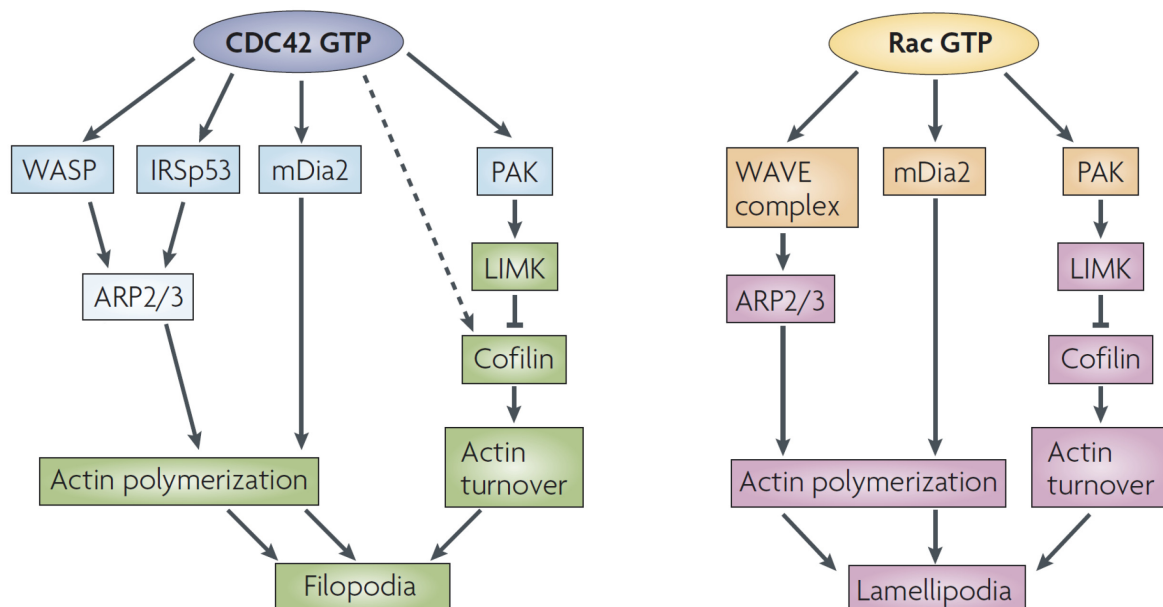 CDC42 GTP
WASP
IRSp53
mDia2
PAK
LIMK
ARP2/3
Cofilin
Actin polymerization
Actin
turnover
Filopodia
Rac GTP
WAVE
complex
mDia2
PAK
LIMK
ARP2/3
Cofilin
Actin polymerization
Actin
turnover
Lamellipodia